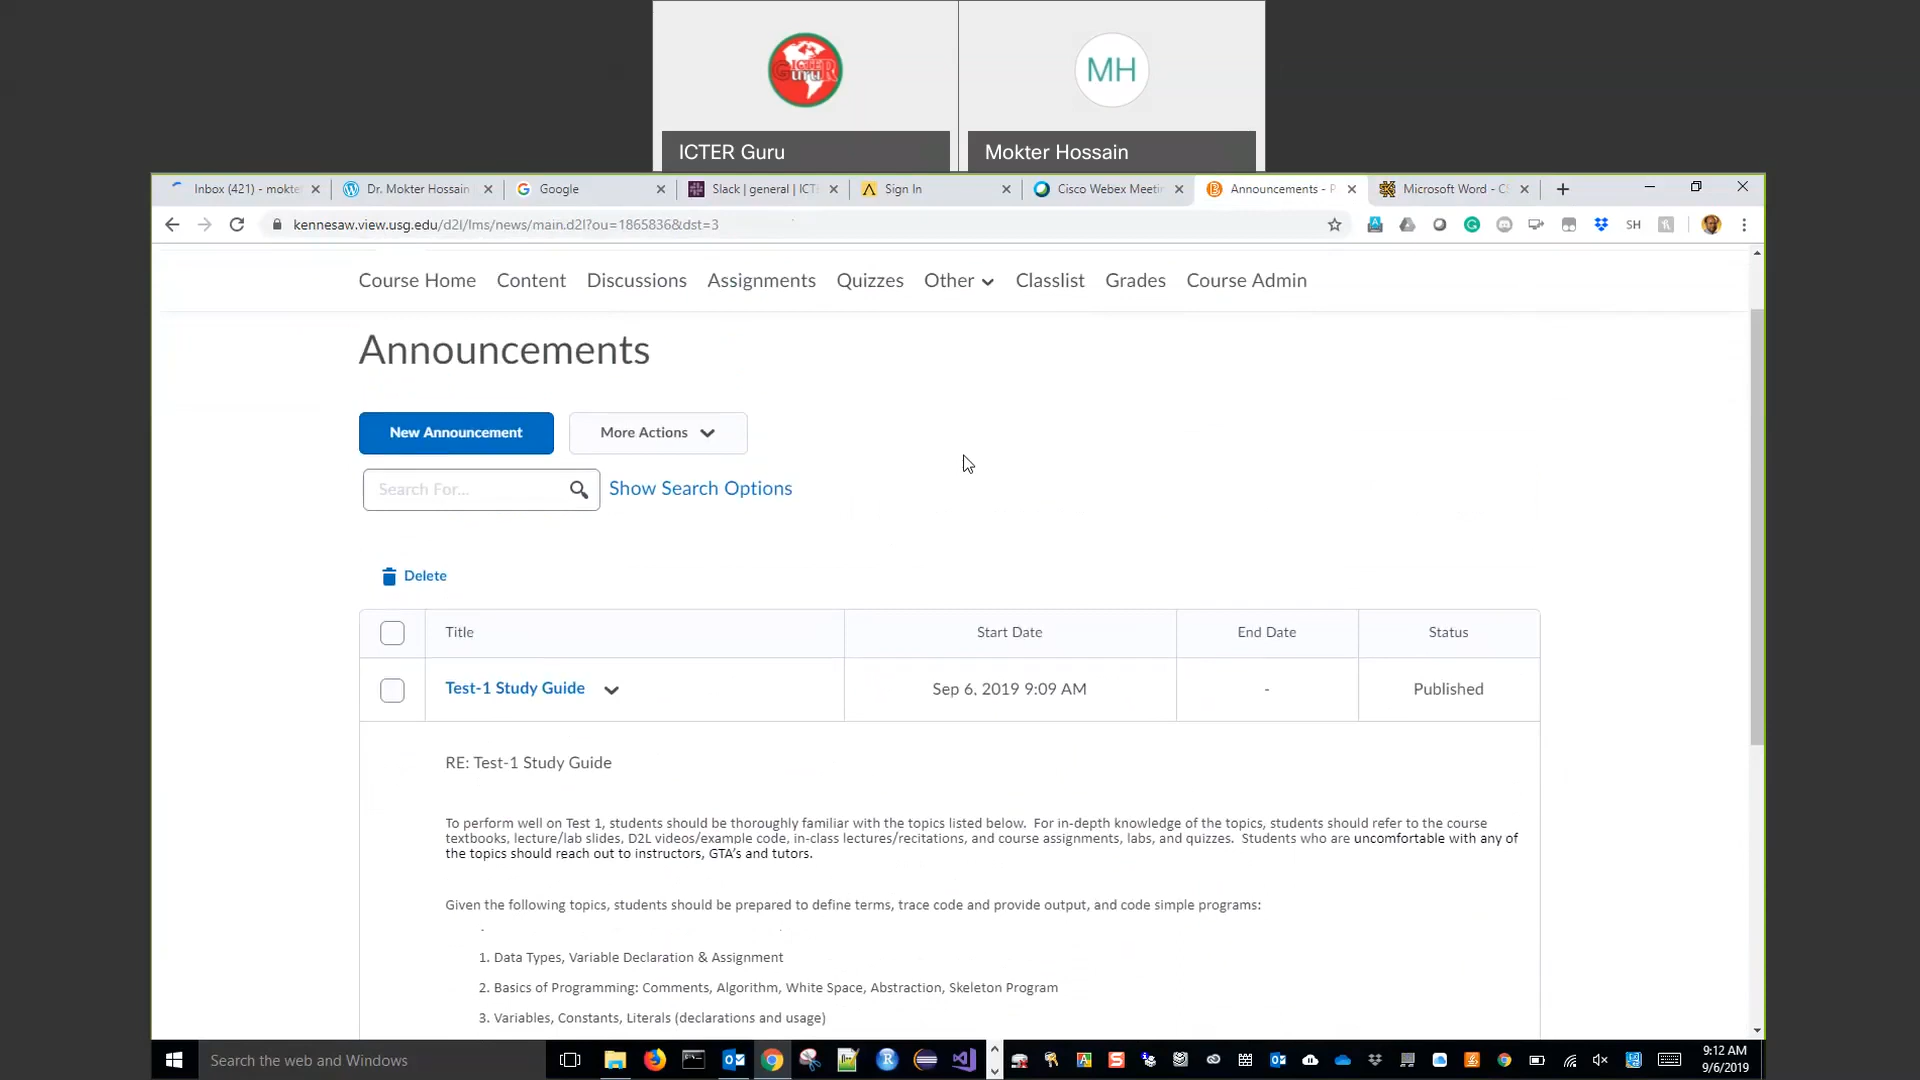 MH
ICTER Guru
Mokter Hossain
Inbox (421) - mokte
Dr. Mokter Hossain
Google
Slack | general | ICT
Sign In
Cisco Webex Meeti
Announcements - P
Microsoft Word - C
kennesaw.view.usg.edu/d2l/lms/news/main.d2l?ou=1865836&dst=3
SH
Course Home
Content
Discussions
Assignments
Quizzes
Other
Classlist
Grades
Course Admin
Announcements
New Announcement
More Actions
Search For...
Show Search Options
Delete
Title
Start Date
End Date
Status
Test-1 Study Guide
Sep 6, 2019 9:09 AM
-
Published
RE: Test-1 Study Guide
To perform well on Test 1, students should be thoroughly familiar with the topics listed below. For in-depth knowledge of the topics, students should refer to the course
textbooks, lecture/lab slides, D2L videos/example code, in-class lectures/recitations, and course assignments, labs, and quizzes. Students who are uncomfortable with any of
the topics should reach out to instructors, GTA's and tutors.
Given the following topics, students should be prepared to define terms, trace code and provide output, and code simple programs:
1. Data Types, Variable Declaration & Assignment
2. Basics of Programming: Comments, Algorithm, White Space, Abstraction, Skeleton Program
3. Variables, Constants, Literals (declarations and usage)
Search the web and Windows
9:12 AM
9/6/2019